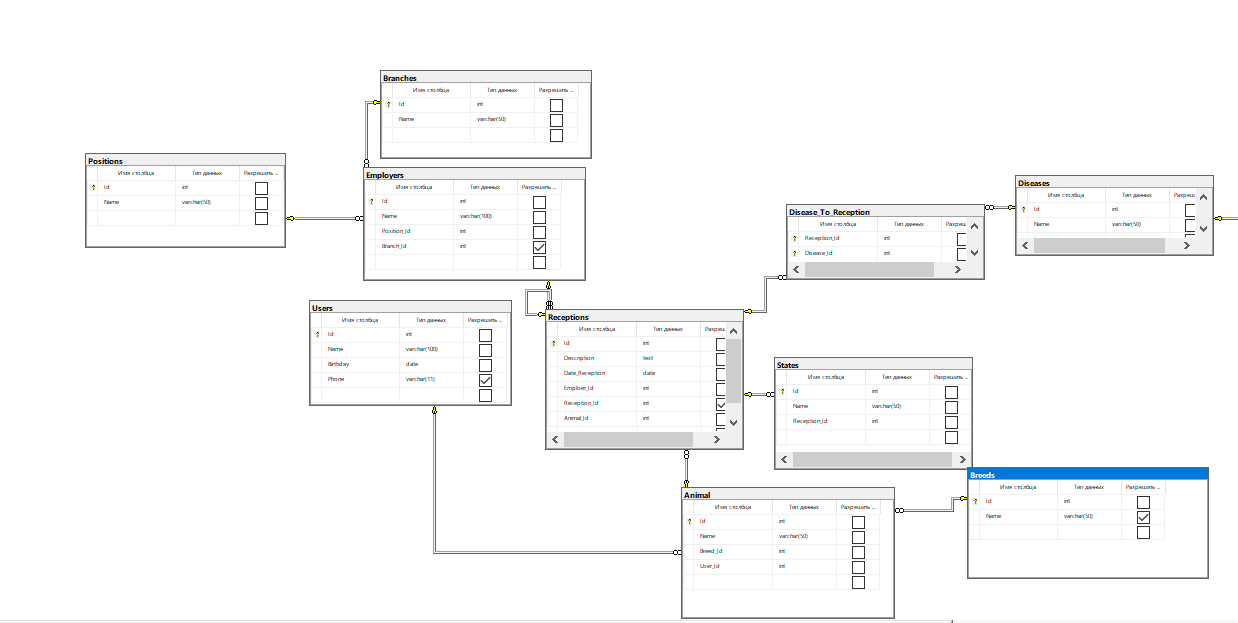 Branches
Имя столбца Тип данных Разрешить ...
Id int
Name varchar(50)
Positions
Имя столбца Тип данных Разрешить ...
Id int
Name varchar(50)
Employers
Имя столбца Тип данных Разрешить ...
Id int
Name varchar(100)
Position_Id int
Branch_Id int
Diseases
Имя столбца Тип данных Разреш
Id int
Name varchar(50)
Disease_To_Reception
Имя столбца Тип данных Разреш
Reception_Id int
Disease_Id int
Users
Имя столбца Тип данных Разрешить ...
Id int
Name varchar(100)
Birthday date
Phone varchar(11)
Receptions
Имя столбца Тип данных Разреш
Id int
Description text
Date_Reception date
Employer_Id int
Reception_Id int
Animal_Id int
States
Имя столбца Тип данных Разрешить ...
Id int
Name varchar(50)
Reception_Id int
Breeds
Имя столбца Тип данных Разрешить ...
Id int
Name varchar(50)
Animal
Имя столбца Тип данных Разрешить ...
Id int
Name varchar(50)
Breed_Id int
User_Id int